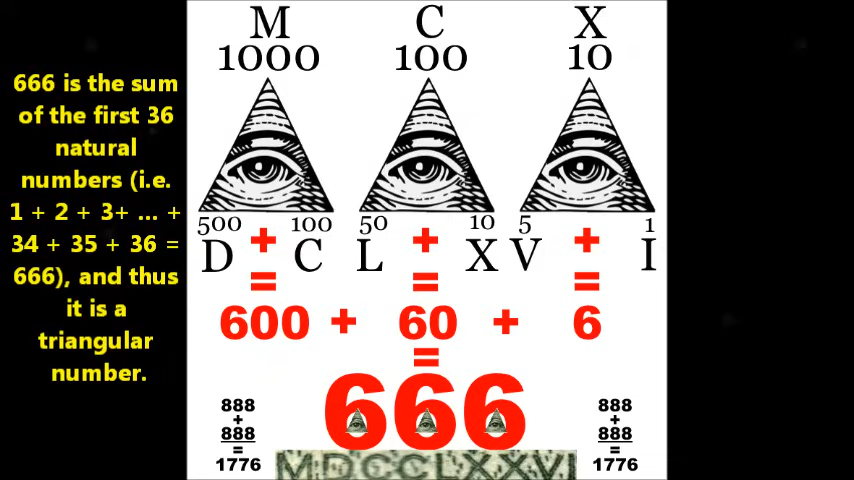 666 is the sum
of the first 36
natural
numbers (i.e.
1 + 2 + 3+ ... +
34 + 35 + 36 =
666), and thus
it is a
triangular
number.
M C X
1000 100 10
500 100 50 10 5 1
D + C L + X V + I
= = =
600 + 60 + 6
=
666
888
+
888
=
1776
888
+
888
=
1776
MDCCLXXVI